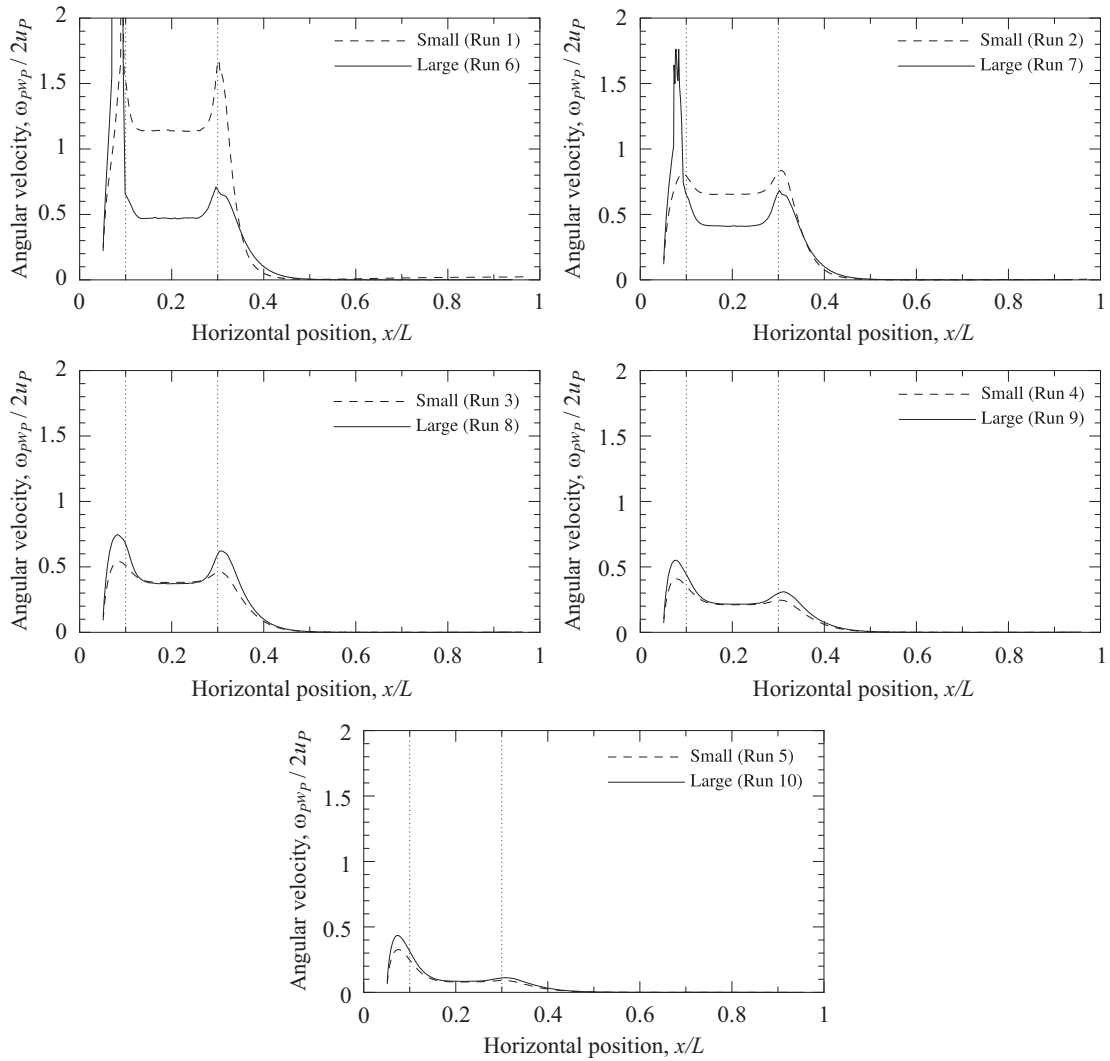 2
1.5
1
0.5
0
Angular velocity, ωₚwₚ / 2uₚ
Small (Run 1)
Large (Run 6)
0 0.2 0.4 0.6 0.8 1
Horizontal position, x/L
2
1.5
1
0.5
0
Angular velocity, ωₚwₚ / 2uₚ
Small (Run 2)
Large (Run 7)
0 0.2 0.4 0.6 0.8 1
Horizontal position, x/L
2
1.5
1
0.5
0
Angular velocity, ωₚwₚ / 2uₚ
Small (Run 3)
Large (Run 8)
0 0.2 0.4 0.6 0.8 1
Horizontal position, x/L
2
1.5
1
0.5
0
Angular velocity, ωₚwₚ / 2uₚ
Small (Run 4)
Large (Run 9)
0 0.2 0.4 0.6 0.8 1
Horizontal position, x/L
2
1.5
1
0.5
0
Angular velocity, ωₚwₚ / 2uₚ
Small (Run 5)
Large (Run 10)
0 0.2 0.4 0.6 0.8 1
Horizontal position, x/L